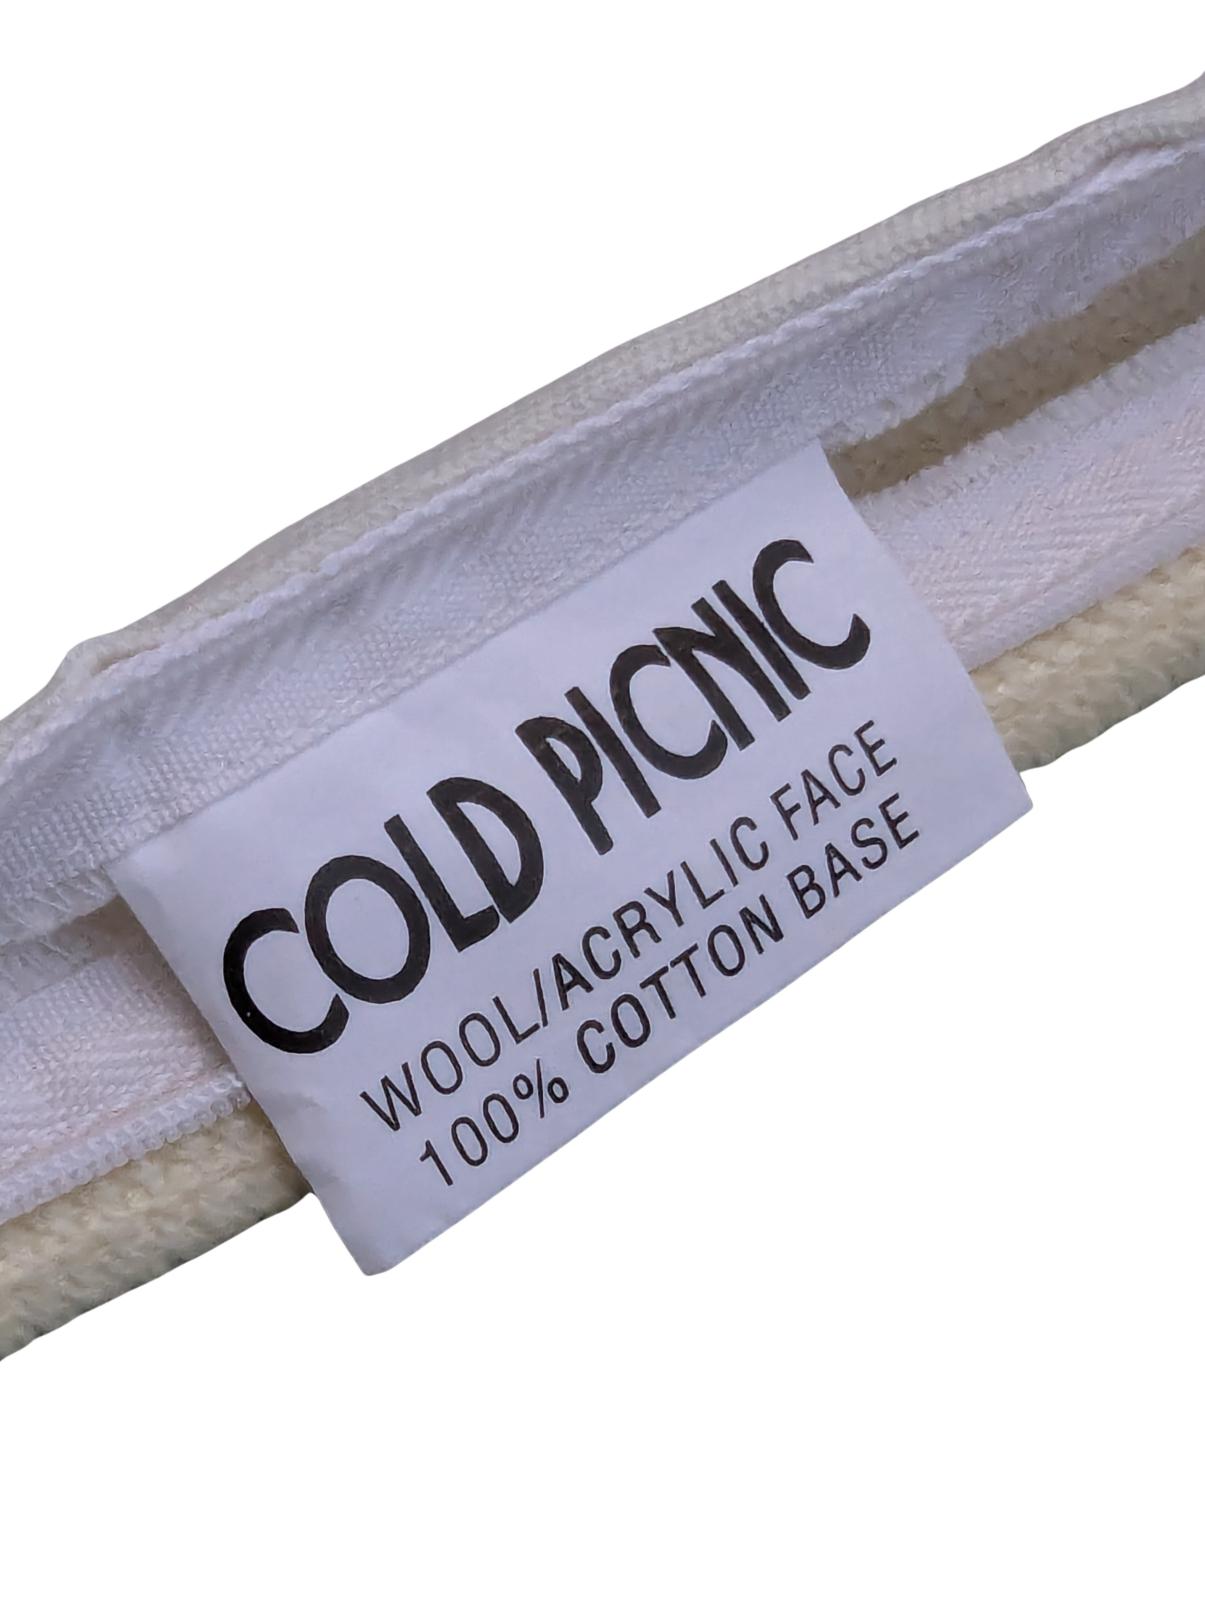 COLD PICNIC
WOOL/ACRYLIC FACE
100% COTTON BASE